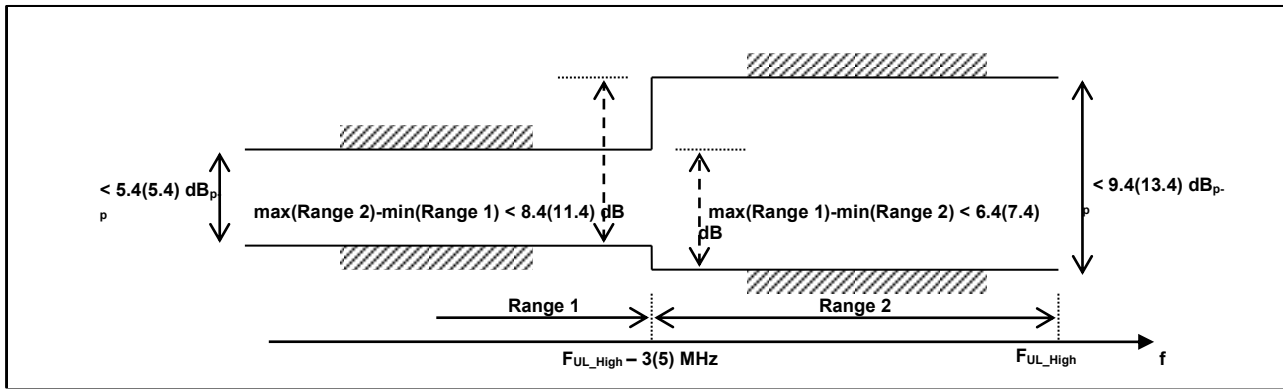 < 5.4(5.4) dBp-
p
max(Range 2)-min(Range 1) < 8.4(11.4) dB
max(Range 1)-min(Range 2) < 6.4(7.4)
dB
< 9.4(13.4) dBp-
p
Range 1
Range 2
FUL_High – 3(5) MHz
FUL_High
f